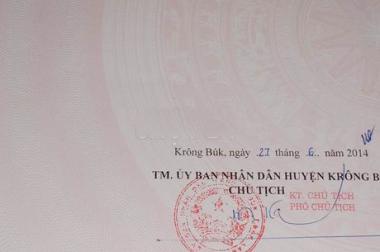 Krông Búk, ngày 27 tháng 6.. năm 2014
TM. ỦY BAN NHÂN DÂN HUYỆN KRÔNG B
CHỦ TỊCH
KT. CHỦ TỊCH
PHÓ CHỦ TỊCH